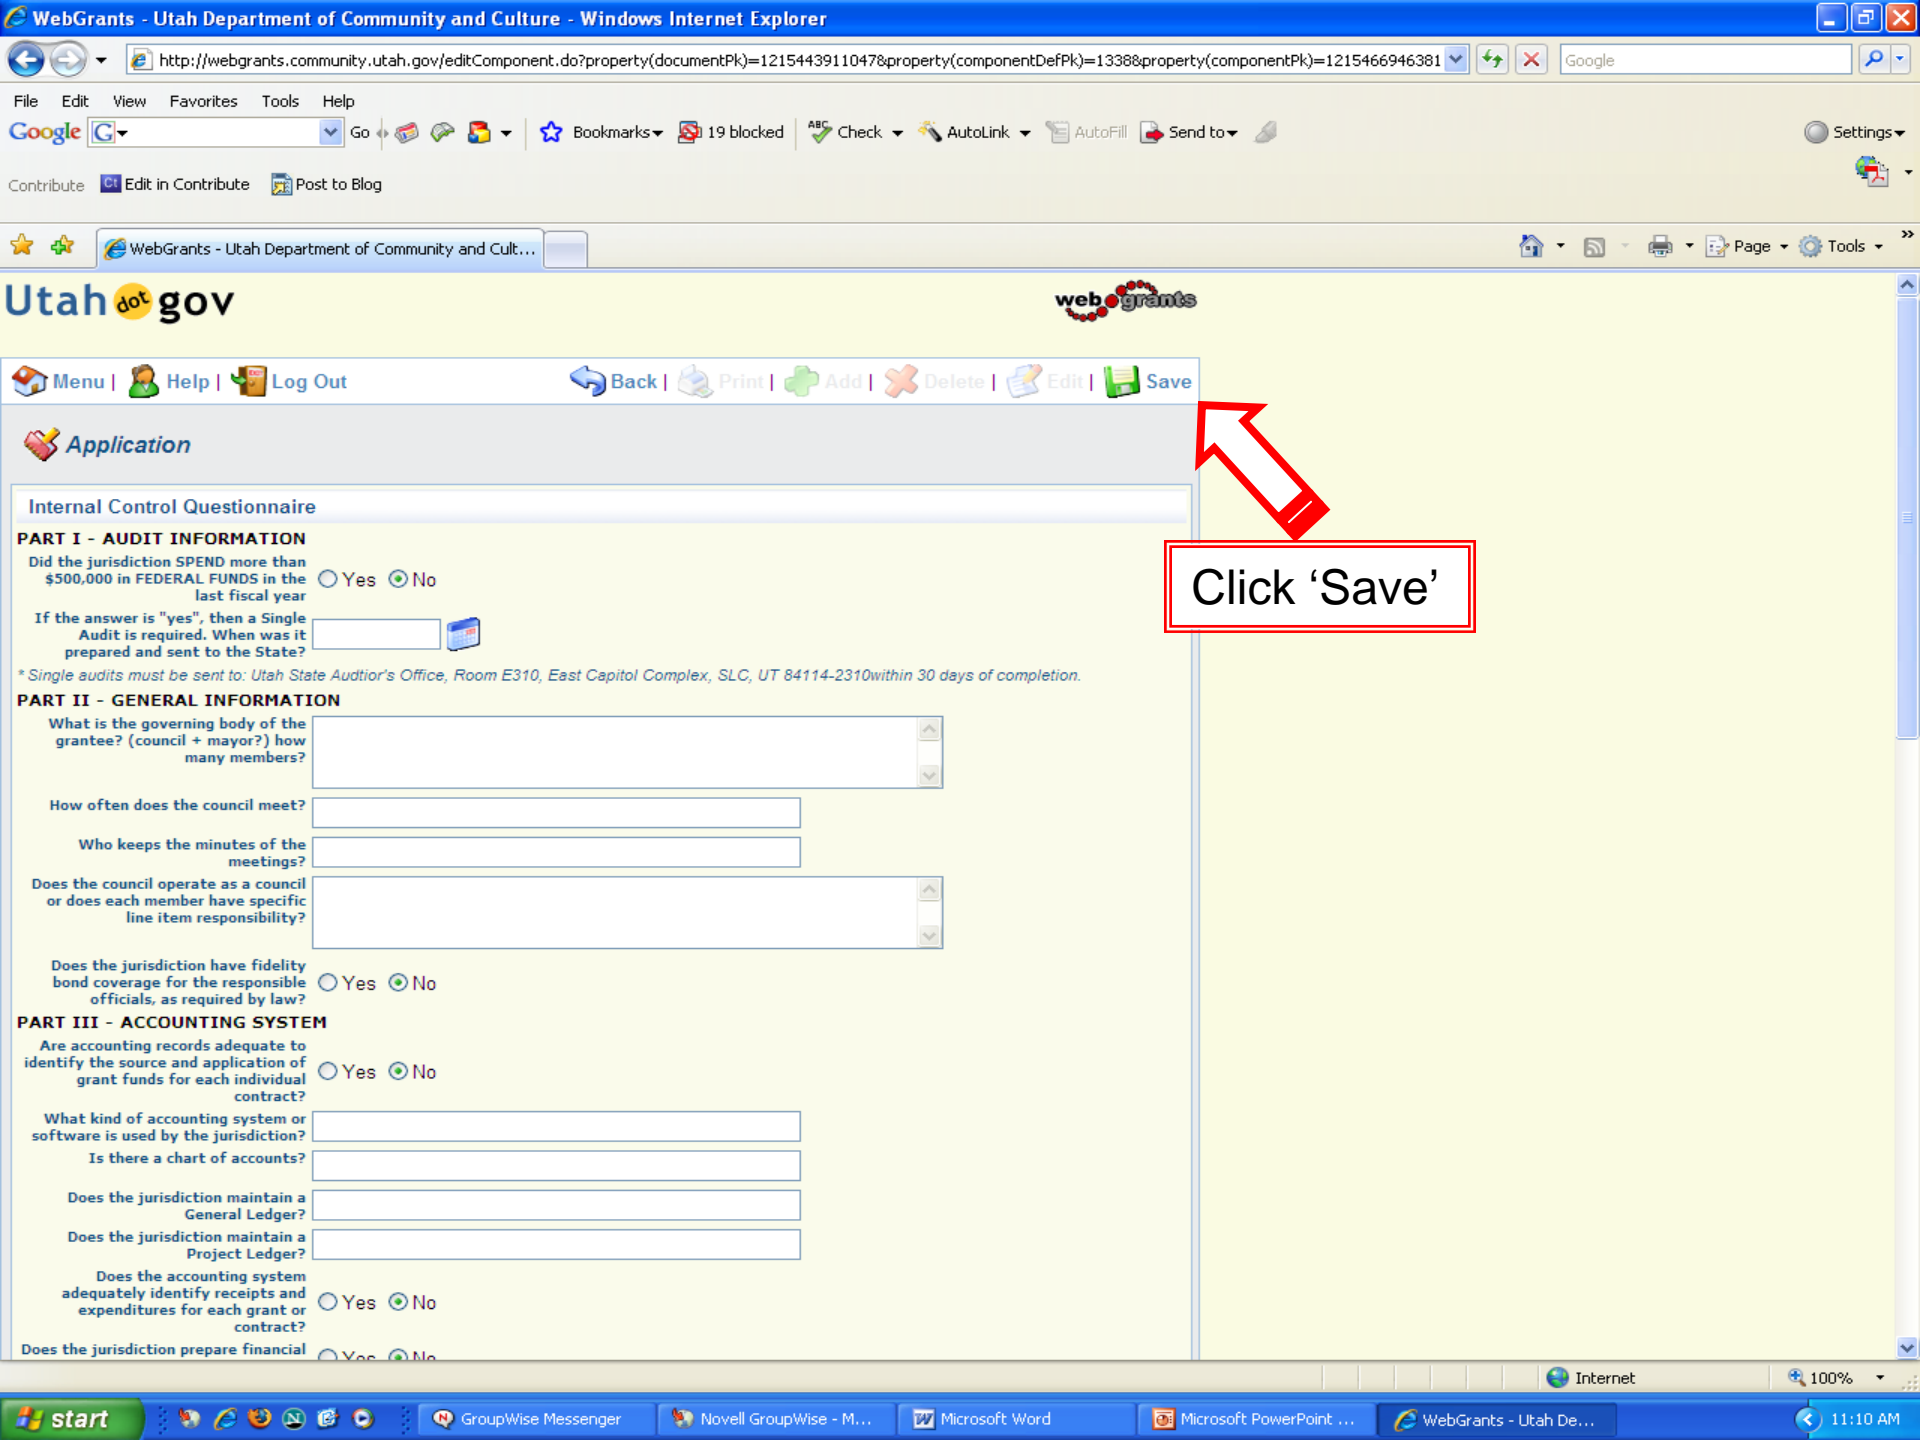 WebGrants - Utah Department of Community and Culture - Windows Internet Explorer
http://webgrants.community.utah.gov/editComponent.do?property(documentPk)=1215443911047&property(componentDefPk)=1338&property(componentPk)=1215466946381
Google
File Edit View Favorites Tools Help
Google G Go Bookmarks 19 blocked ABC Check AutoLink AutoFill Send to Settings
Contribute Ct Edit in Contribute Post to Blog
WebGrants - Utah Department of Community and Cult... Page Tools »
Utah dot gov
web grants
Menu | Help | Log Out Back | Print | Add | Delete | Edit | Save
Application
Click ‘Save’
Internal Control Questionnaire
PART I - AUDIT INFORMATION
Did the jurisdiction SPEND more than
$500,000 in FEDERAL FUNDS in the Yes No
last fiscal year
If the answer is "yes", then a Single
Audit is required. When was it
prepared and sent to the State?
* Single audits must be sent to: Utah State Audtior's Office, Room E310, East Capitol Complex, SLC, UT 84114-2310within 30 days of completion.
PART II - GENERAL INFORMATION
What is the governing body of the
grantee? (council + mayor?) how
many members?
How often does the council meet?
Who keeps the minutes of the
meetings?
Does the council operate as a council
or does each member have specific
line item responsibility?
Does the jurisdiction have fidelity
bond coverage for the responsible Yes No
officials, as required by law?
PART III - ACCOUNTING SYSTEM
Are accounting records adequate to
identify the source and application of
grant funds for each individual Yes No
contract?
What kind of accounting system or
software is used by the jurisdiction?
Is there a chart of accounts?
Does the jurisdiction maintain a
General Ledger?
Does the jurisdiction maintain a
Project Ledger?
Does the accounting system
adequately identify receipts and
expenditures for each grant or Yes No
contract?
Does the jurisdiction prepare financial Yes No
Internet 100%
start GroupWise Messenger Novell GroupWise - M... Microsoft Word Microsoft PowerPoint ... WebGrants - Utah De... 11:10 AM